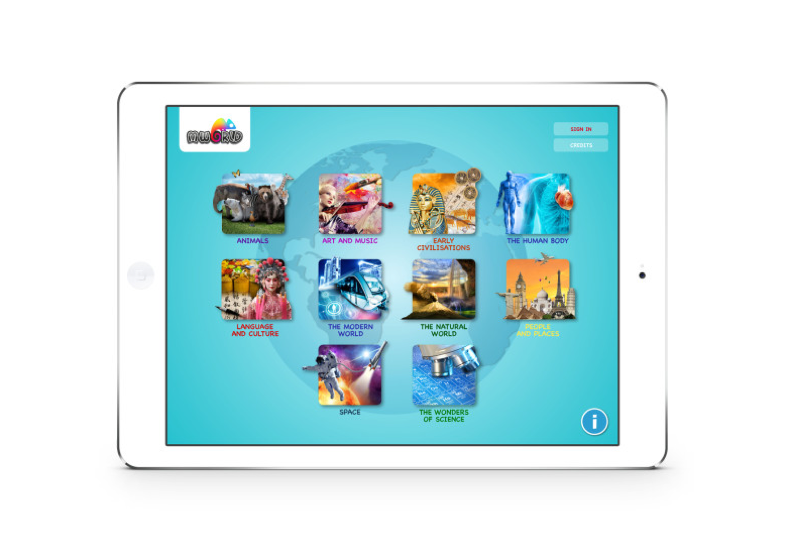 MWORLD
SIGN IN
CREDITS
ANIMALS
ART AND MUSIC
EARLY
CIVILISATIONS
THE HUMAN BODY
LANGUAGE
AND CULTURE
THE MODERN
WORLD
THE NATURAL
WORLD
PEOPLE
AND PLACES
SPACE
THE WONDERS
OF SCIENCE
i